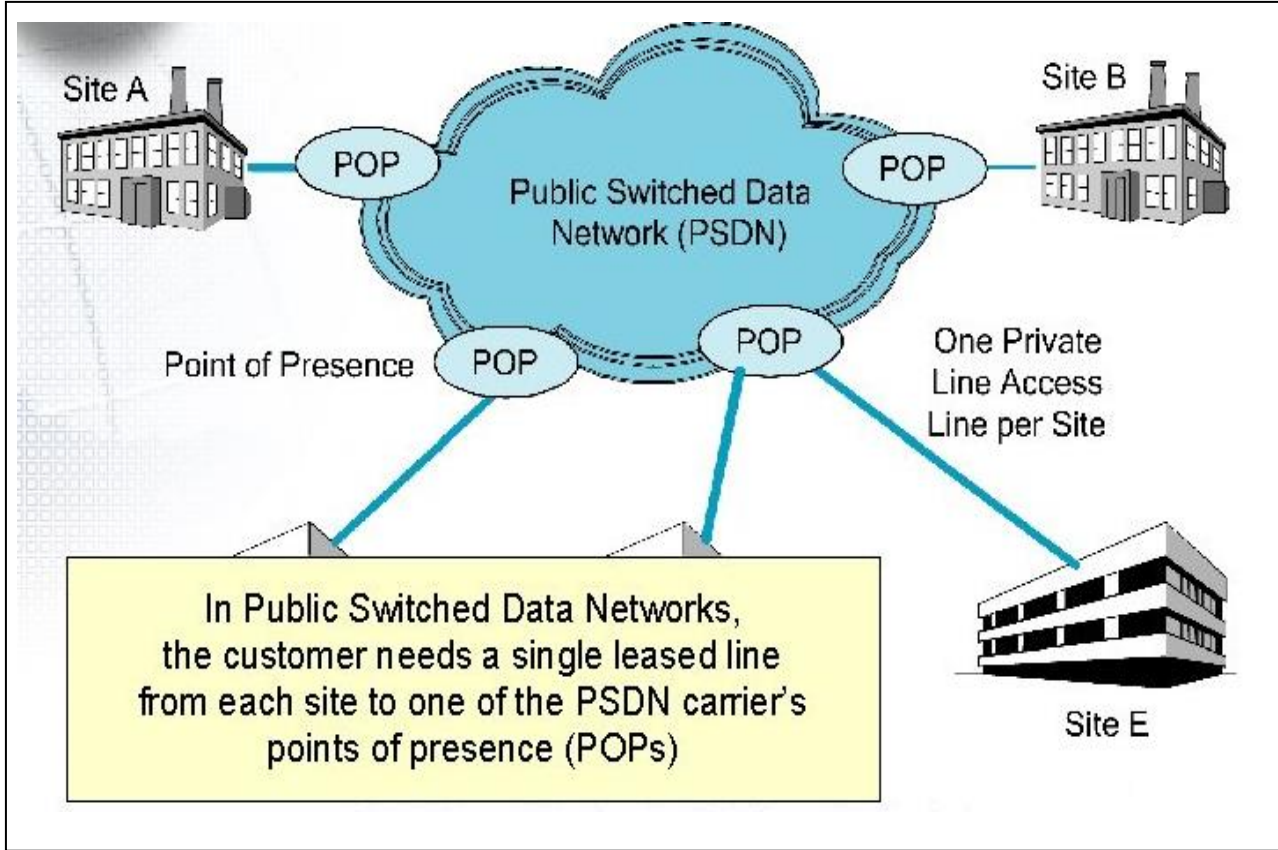 Site A
Site B
POP
POP
Public Switched Data
Network (PSDN)
Point of Presence
POP
POP
One Private
Line Access
Line per Site
In Public Switched Data Networks,
the customer needs a single leased line
from each site to one of the PSDN carrier's
points of presence (POPs)
Site E